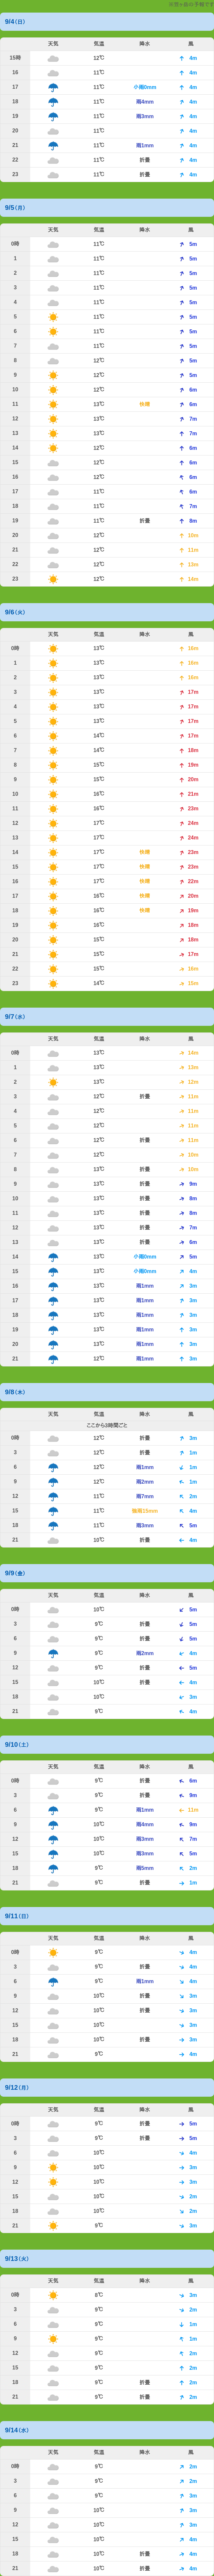 9/4(日)
天気 気温 降水 風
15時 12℃ 4m
16 11℃ 4m
17 11℃ 小雨0mm 4m
18 11℃ 雨4mm 4m
19 11℃ 雨3mm 4m
20 11℃ 4m
21 11℃ 雨1mm 4m
22 11℃ 折畳 4m
23 11℃ 折畳 4m
9/5(月)
天気 気温 降水 風
0時 11℃ 5m
1 11℃ 5m
2 11℃ 5m
3 11℃ 5m
4 11℃ 5m
5 11℃ 5m
6 11℃ 5m
7 11℃ 5m
8 12℃ 5m
9 12℃ 5m
10 12℃ 6m
11 13℃ 快晴 6m
12 13℃ 7m
13 13℃ 7m
14 12℃ 6m
15 12℃ 6m
16 12℃ 6m
17 11℃ 6m
18 11℃ 7m
19 11℃ 折畳 8m
20 12℃ 10m
21 12℃ 11m
22 12℃ 13m
23 12℃ 14m
9/6(火)
天気 気温 降水 風
0時 13℃ 16m
1 13℃ 16m
2 13℃ 16m
3 13℃ 17m
4 13℃ 17m
5 13℃ 17m
6 14℃ 17m
7 14℃ 18m
8 15℃ 19m
9 15℃ 20m
10 16℃ 21m
11 16℃ 23m
12 17℃ 24m
13 17℃ 24m
14 17℃ 快晴 23m
15 17℃ 快晴 23m
16 17℃ 快晴 22m
17 16℃ 快晴 20m
18 16℃ 快晴 19m
19 16℃ 18m
20 15℃ 18m
21 15℃ 17m
22 15℃ 16m
23 14℃ 15m
9/7(水)
天気 気温 降水 風
0時 13℃ 14m
1 13℃ 13m
2 13℃ 12m
3 12℃ 折畳 11m
4 12℃ 11m
5 12℃ 11m
6 12℃ 折畳 11m
7 12℃ 10m
8 13℃ 折畳 10m
9 13℃ 折畳 9m
10 13℃ 折畳 8m
11 13℃ 折畳 8m
12 13℃ 折畳 7m
13 13℃ 折畳 6m
14 13℃ 小雨0mm 5m
15 13℃ 小雨0mm 4m
16 13℃ 雨1mm 3m
17 13℃ 雨1mm 3m
18 13℃ 雨1mm 3m
19 13℃ 雨1mm 3m
20 13℃ 雨1mm 3m
21 12℃ 雨1mm 3m
9/8(木)
天気 気温 降水 風
ここから3時間ごと
0時 12℃ 折畳 3m
3 12℃ 折畳 1m
6 12℃ 雨1mm 1m
9 12℃ 雨2mm 1m
12 11℃ 雨7mm 2m
15 11℃ 強雨10mm 4m
18 11℃ 雨3mm 5m
21 10℃ 折畳 4m
9/9(金)
天気 気温 降水 風
0時 10℃ 5m
3 9℃ 折畳 5m
6 9℃ 折畳 5m
9 9℃ 雨2mm 4m
12 9℃ 折畳 5m
15 10℃ 折畳 4m
18 10℃ 3m
21 9℃ 4m
9/10(土)
天気 気温 降水 風
0時 9℃ 折畳 6m
3 9℃ 折畳 9m
6 9℃ 雨1mm 11m
9 10℃ 雨4mm 9m
12 10℃ 雨3mm 7m
15 10℃ 雨3mm 5m
18 9℃ 雨5mm 2m
21 9℃ 折畳 1m
9/11(日)
天気 気温 降水 風
0時 9℃ 4m
3 9℃ 折畳 4m
6 9℃ 雨1mm 4m
9 10℃ 折畳 3m
12 10℃ 折畳 3m
15 10℃ 3m
18 10℃ 折畳 3m
21 9℃ 4m
9/12(月)
天気 気温 降水 風
0時 9℃ 折畳 5m
3 9℃ 折畳 5m
6 10℃ 4m
9 10℃ 3m
12 10℃ 3m
15 10℃ 2m
18 10℃ 2m
21 9℃ 3m
9/13(火)
天気 気温 降水 風
0時 8℃ 3m
3 9℃ 2m
6 9℃ 1m
9 9℃ 1m
12 9℃ 2m
15 9℃ 2m
18 9℃ 折畳 2m
21 9℃ 折畳 2m
9/14(水)
天気 気温 降水 風
0時 9℃ 2m
3 9℃ 2m
6 9℃ 3m
9 10℃ 3m
12 10℃ 3m
15 10℃ 4m
18 10℃ 折畳 4m
21 10℃ 折畳 4m